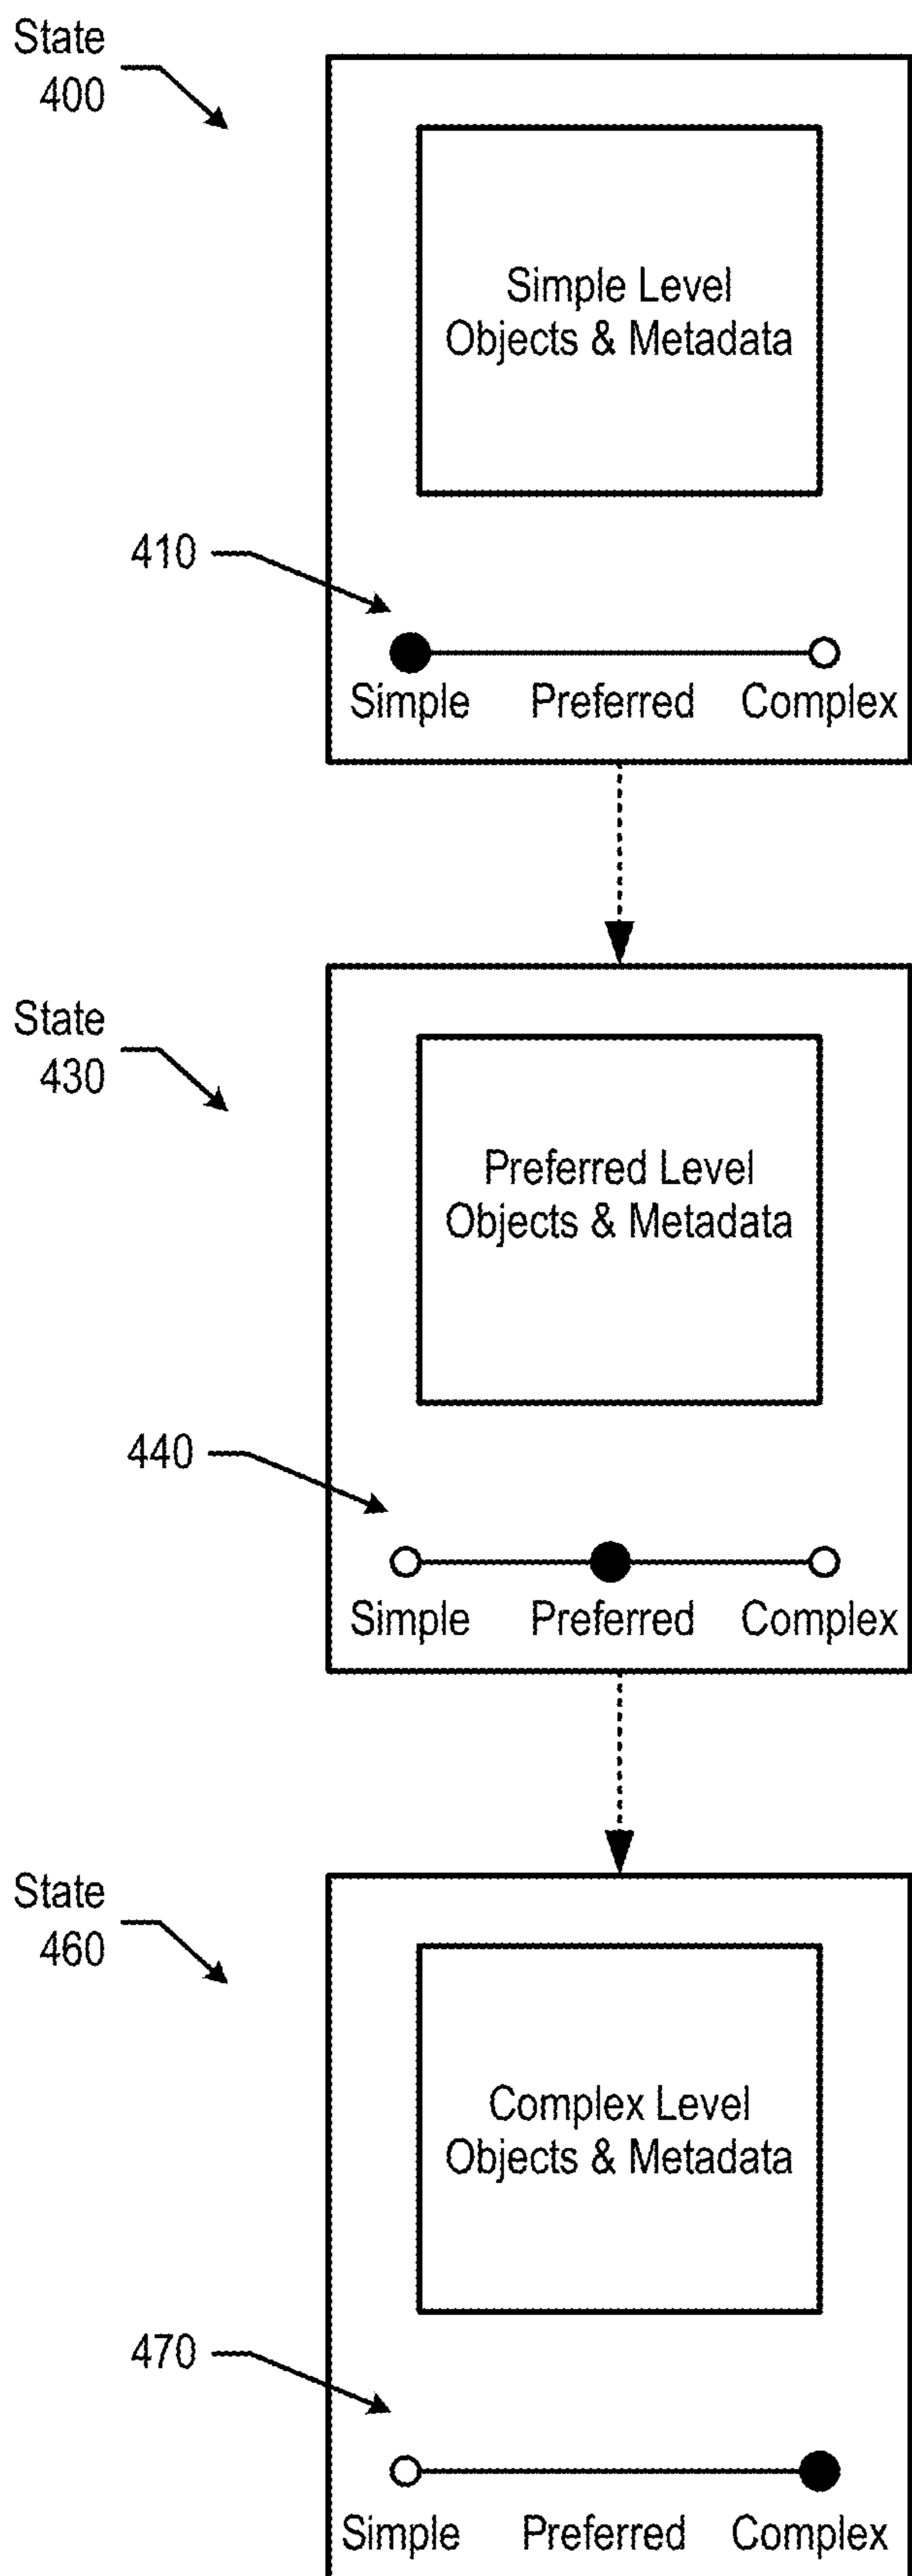 State
400
Simple Level
Objects & Metadata
410
Simple Preferred Complex
State
430
Preferred Level
Objects & Metadata
440
Simple Preferred Complex
State
460
Complex Level
Objects & Metadata
470
Simple Preferred Complex